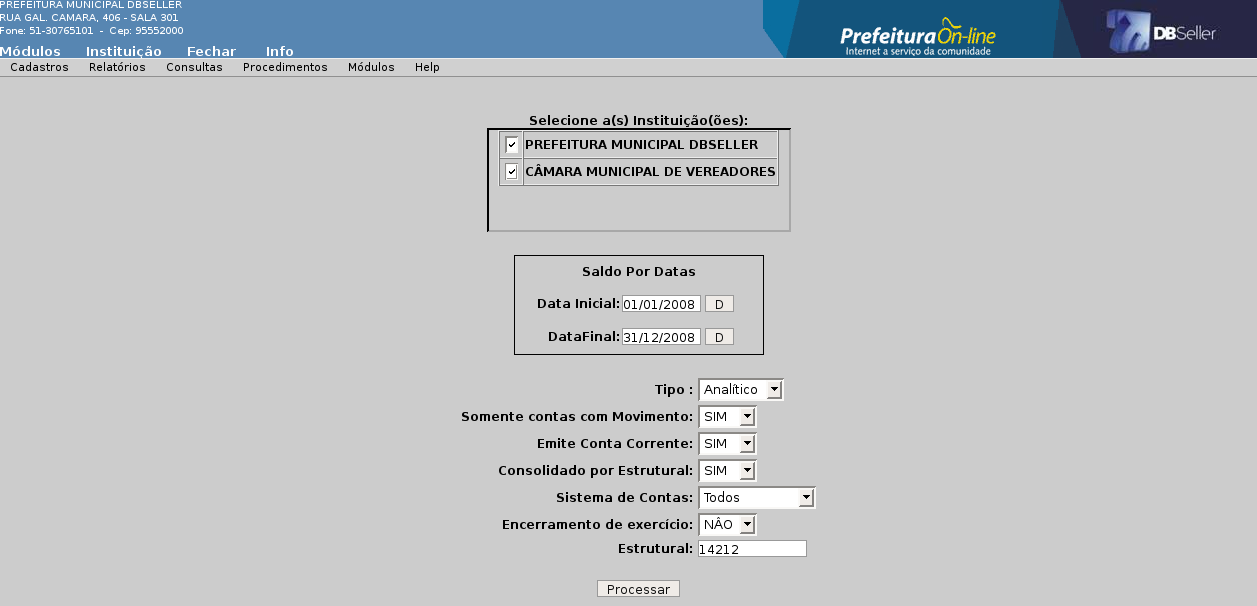 PREFEITURA MUNICIPAL DBSELLER
RUA GAL. CAMARA, 406 - SALA 301
Fone: 51-30765101 - Cep: 95552000
Módulos Instituição Fechar Info
PrefeituraOn-line
Internet a serviço da comunidade
DBSeller
Cadastros Relatórios Consultas Procedimentos Módulos Help
Selecione a(s) Instituição(ões):
PREFEITURA MUNICIPAL DBSELLER
CÂMARA MUNICIPAL DE VEREADORES
Saldo Por Datas
Data Inicial: 01/01/2008 D
DataFinal: 31/12/2008 D
Tipo : Analítico
Somente contas com Movimento: SIM
Emite Conta Corrente: SIM
Consolidado por Estrutural: SIM
Sistema de Contas: Todos
Encerramento de exercício: NÂO
Estrutural: 14212
Processar